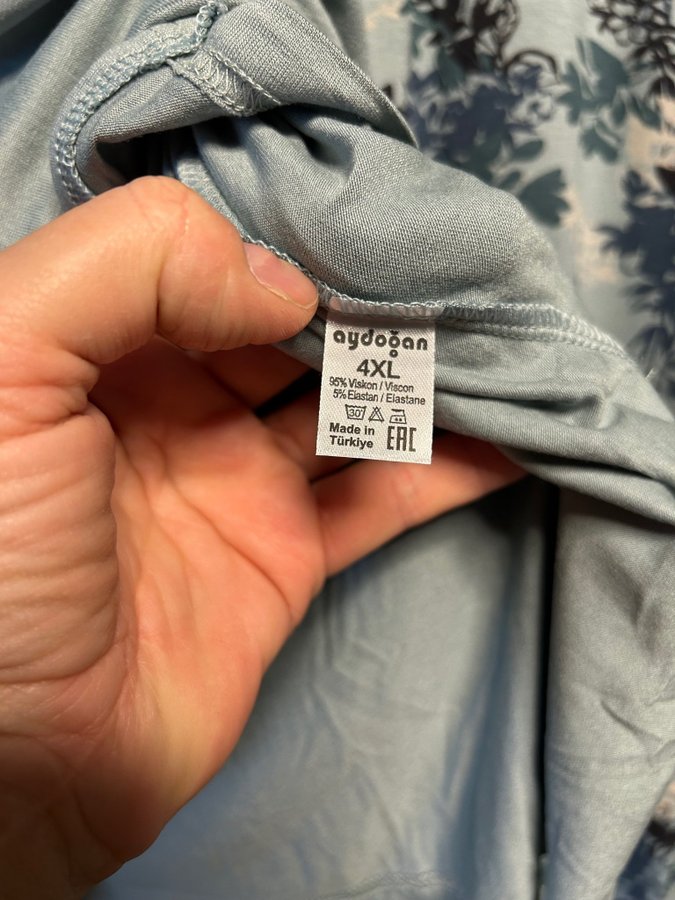 aydoğan
4XL
95% Viskon / Viscon
5% Elastan / Elastane
30°
Made in
Türkiye
EAC